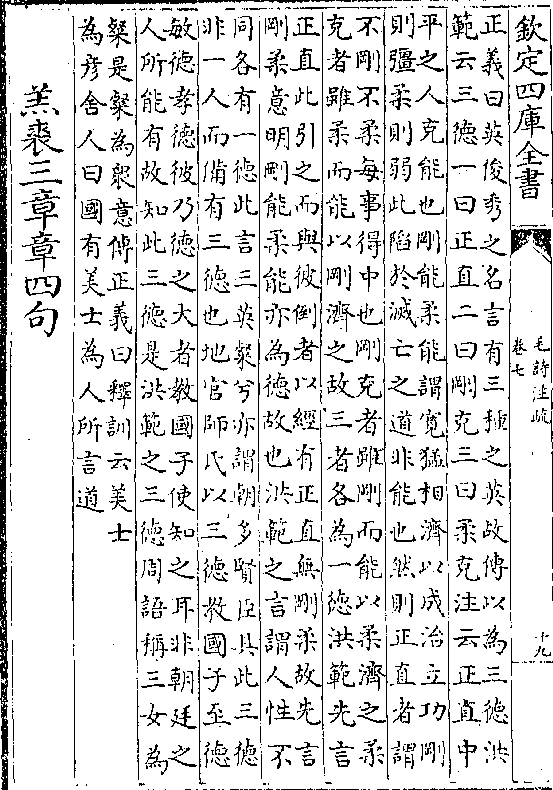 欽定四庫全書
毛詩注疏
卷七
十九
正義曰英俊秀之名言有三種之英故傳以為三德洪
範云三德一曰正直二曰剛克三曰柔克注云正直中
平之人克能也剛能柔能謂寛猛相濟以成治立功剛
則彊柔則弱此陷於滅亡之道非能也然則正直者謂
不剛不柔每事得中也剛克者雖剛而能以柔濟之柔
克者雖柔而能以剛濟之故三者各為一德洪範先言
正直此引之而與彼倒者以經有正直無剛柔故先言
剛柔意明剛能柔能亦為德故也洪範之言謂人性不
同各有一德此言三英粲兮亦謂朝多賢臣具此三德
非一人而備有三德也地官師氏以三德教國子至德
敏德孝德彼乃德之大者教國子使知之耳非朝廷之
人所能有故知此三德是洪範之三德周語稱三女為
粲是粲為衆意傳正義曰釋訓云美士
為彦舍人曰國有美士為人所言道
羔裘三章章四句